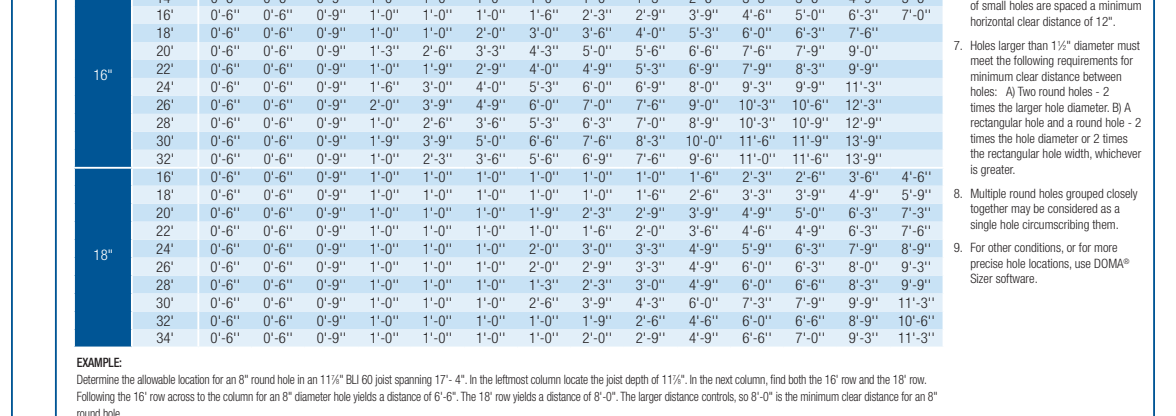 16' 0'-6" 0'-6" 0'-9" 1'-0" 1'-0" 1'-0" 1'-6" 2'-3" 2'-9" 3'-9" 4'-6" 5'-0" 6'-3" 7'-0"
18' 0'-6" 0'-6" 0'-9" 1'-0" 1'-0" 2'-0" 3'-0" 3'-6" 4'-0" 5'-3" 6'-0" 6'-3" 7'-6"
20' 0'-6" 0'-6" 0'-9" 1'-3" 2'-6" 3'-3" 4'-3" 5'-0" 5'-6" 6'-6" 7'-6" 7'-9" 9'-0"
16"
22' 0'-6" 0'-6" 0'-9" 1'-0" 1'-9" 2'-9" 4'-0" 4'-9" 5'-3" 6'-9" 7'-9" 8'-3" 9'-9"
24' 0'-6" 0'-6" 0'-9" 1'-6" 3'-0" 4'-0" 5'-3" 6'-0" 6'-9" 8'-0" 9'-3" 9'-9" 11'-3"
26' 0'-6" 0'-6" 0'-9" 2'-0" 3'-9" 4'-9" 6'-0" 7'-0" 7'-6" 9'-0" 10'-3" 10'-6" 12'-3"
28' 0'-6" 0'-6" 0'-9" 1'-0" 2'-6" 3'-6" 5'-3" 6'-3" 7'-0" 8'-9" 10'-3" 10'-9" 12'-9"
30' 0'-6" 0'-6" 0'-9" 1'-9" 3'-9" 5'-0" 6'-6" 7'-6" 8'-3" 10'-0" 11'-6" 11'-9" 13'-9"
32' 0'-6" 0'-6" 0'-9" 1'-0" 2'-3" 3'-6" 5'-6" 6'-9" 7'-6" 9'-6" 11'-0" 11'-6" 13'-9"
16' 0'-6" 0'-6" 0'-9" 1'-0" 1'-0" 1'-0" 1'-0" 1'-0" 1'-0" 1'-6" 2'-3" 2'-6" 3'-6" 4'-6"
18' 0'-6" 0'-6" 0'-9" 1'-0" 1'-0" 1'-0" 1'-0" 1'-0" 1'-6" 2'-6" 3'-3" 3'-9" 4'-9" 5'-9"
20' 0'-6" 0'-6" 0'-9" 1'-0" 1'-0" 1'-0" 1'-9" 2'-3" 2'-9" 3'-9" 4'-9" 5'-0" 6'-3" 7'-3"
22' 0'-6" 0'-6" 0'-9" 1'-0" 1'-0" 1'-0" 1'-0" 1'-6" 2'-0" 3'-6" 4'-6" 4'-9" 6'-3" 7'-6"
18"
24' 0'-6" 0'-6" 0'-9" 1'-0" 1'-0" 1'-0" 2'-0" 3'-0" 3'-3" 4'-9" 5'-9" 6'-3" 7'-9" 8'-9"
26' 0'-6" 0'-6" 0'-9" 1'-0" 1'-0" 1'-0" 2'-0" 2'-9" 3'-3" 4'-9" 6'-0" 6'-3" 8'-0" 9'-3"
28' 0'-6" 0'-6" 0'-9" 1'-0" 1'-0" 1'-0" 1'-3" 2'-3" 3'-0" 4'-9" 6'-0" 6'-6" 8'-3" 9'-9"
30' 0'-6" 0'-6" 0'-9" 1'-0" 1'-0" 1'-0" 2'-6" 3'-9" 4'-3" 6'-0" 7'-3" 7'-9" 9'-9" 11'-3"
32' 0'-6" 0'-6" 0'-9" 1'-0" 1'-0" 1'-0" 1'-0" 1'-9" 2'-6" 4'-6" 6'-0" 6'-6" 8'-9" 10'-6"
34' 0'-6" 0'-6" 0'-9" 1'-0" 1'-0" 1'-0" 1'-0" 2'-0" 2'-9" 4'-9" 6'-6" 7'-0" 9'-3" 11'-3"
of small holes are spaced a minimum
horizontal clear distance of 12".
7. Holes larger than 1½" diameter must
meet the following requirements for
minimum clear distance between
holes: A) Two round holes - 2
times the larger hole diameter. B) A
rectangular hole and a round hole - 2
times the hole diameter or 2 times
the rectangular hole width, whichever
is greater.
8. Multiple round holes grouped closely
together may be considered as a
single hole circumscribing them.
9. For other conditions, or for more
precise hole locations, use DOMA®
Sizer software.
EXAMPLE:
Determine the allowable location for an 8" round hole in an 11⅞" BLI 60 joist spanning 17'- 4". In the leftmost column locate the joist depth of 11⅞". In the next column, find both the 16' row and the 18' row.
Following the 16' row across to the column for an 8" diameter hole yields a distance of 6'-6". The 18' row yields a distance of 8'-0". The larger distance controls, so 8'-0" is the minimum clear distance for an 8"
round hole